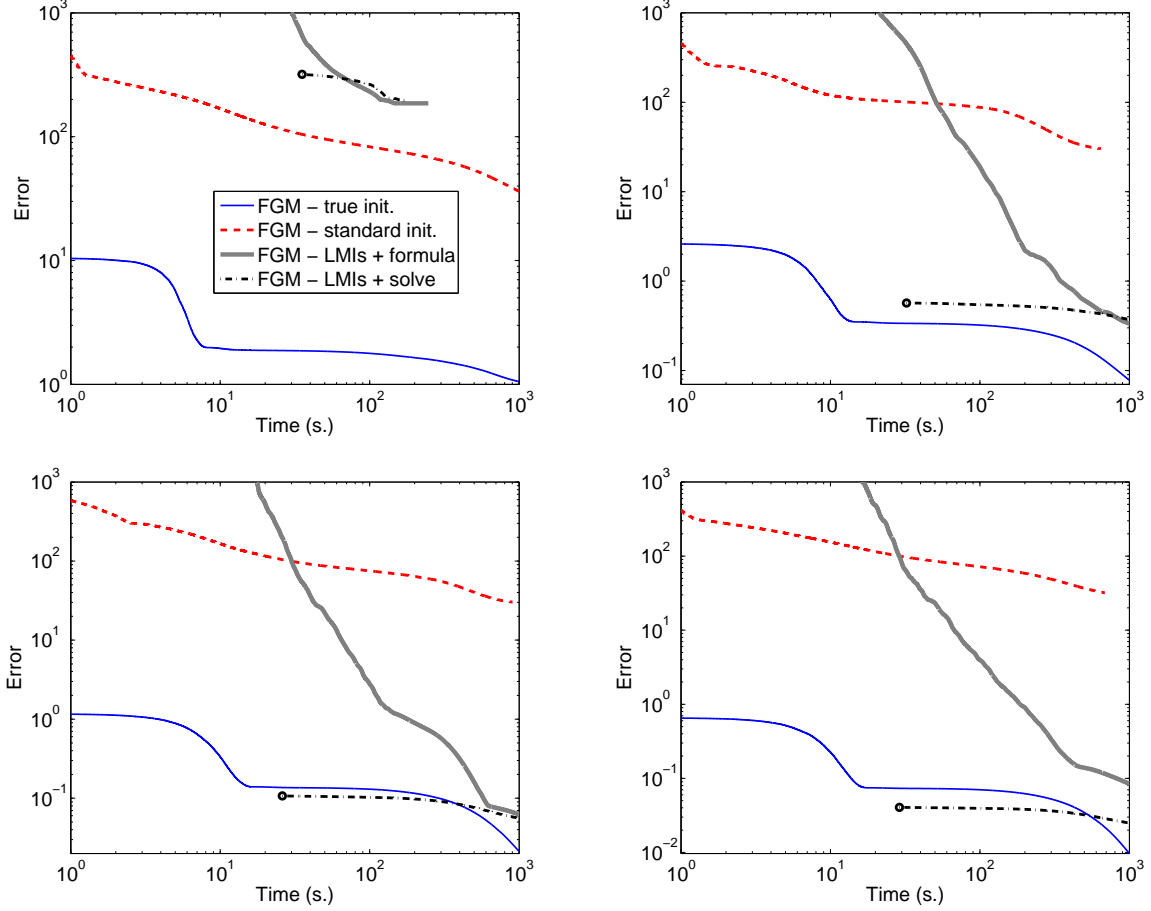 10^3
10^2
10^1
10^0
Error
FGM – true init.
FGM – standard init.
FGM – LMIs + formula
FGM – LMIs + solve
10^0 10^1 10^2 10^3
Time (s.)
10^3
10^2
10^1
10^0
10^−1
Error
10^0 10^1 10^2 10^3
Time (s.)
10^3
10^2
10^1
10^0
10^−1
Error
10^0 10^1 10^2 10^3
Time (s.)
10^3
10^2
10^1
10^0
10^−1
10^−2
Error
10^0 10^1 10^2 10^3
Time (s.)